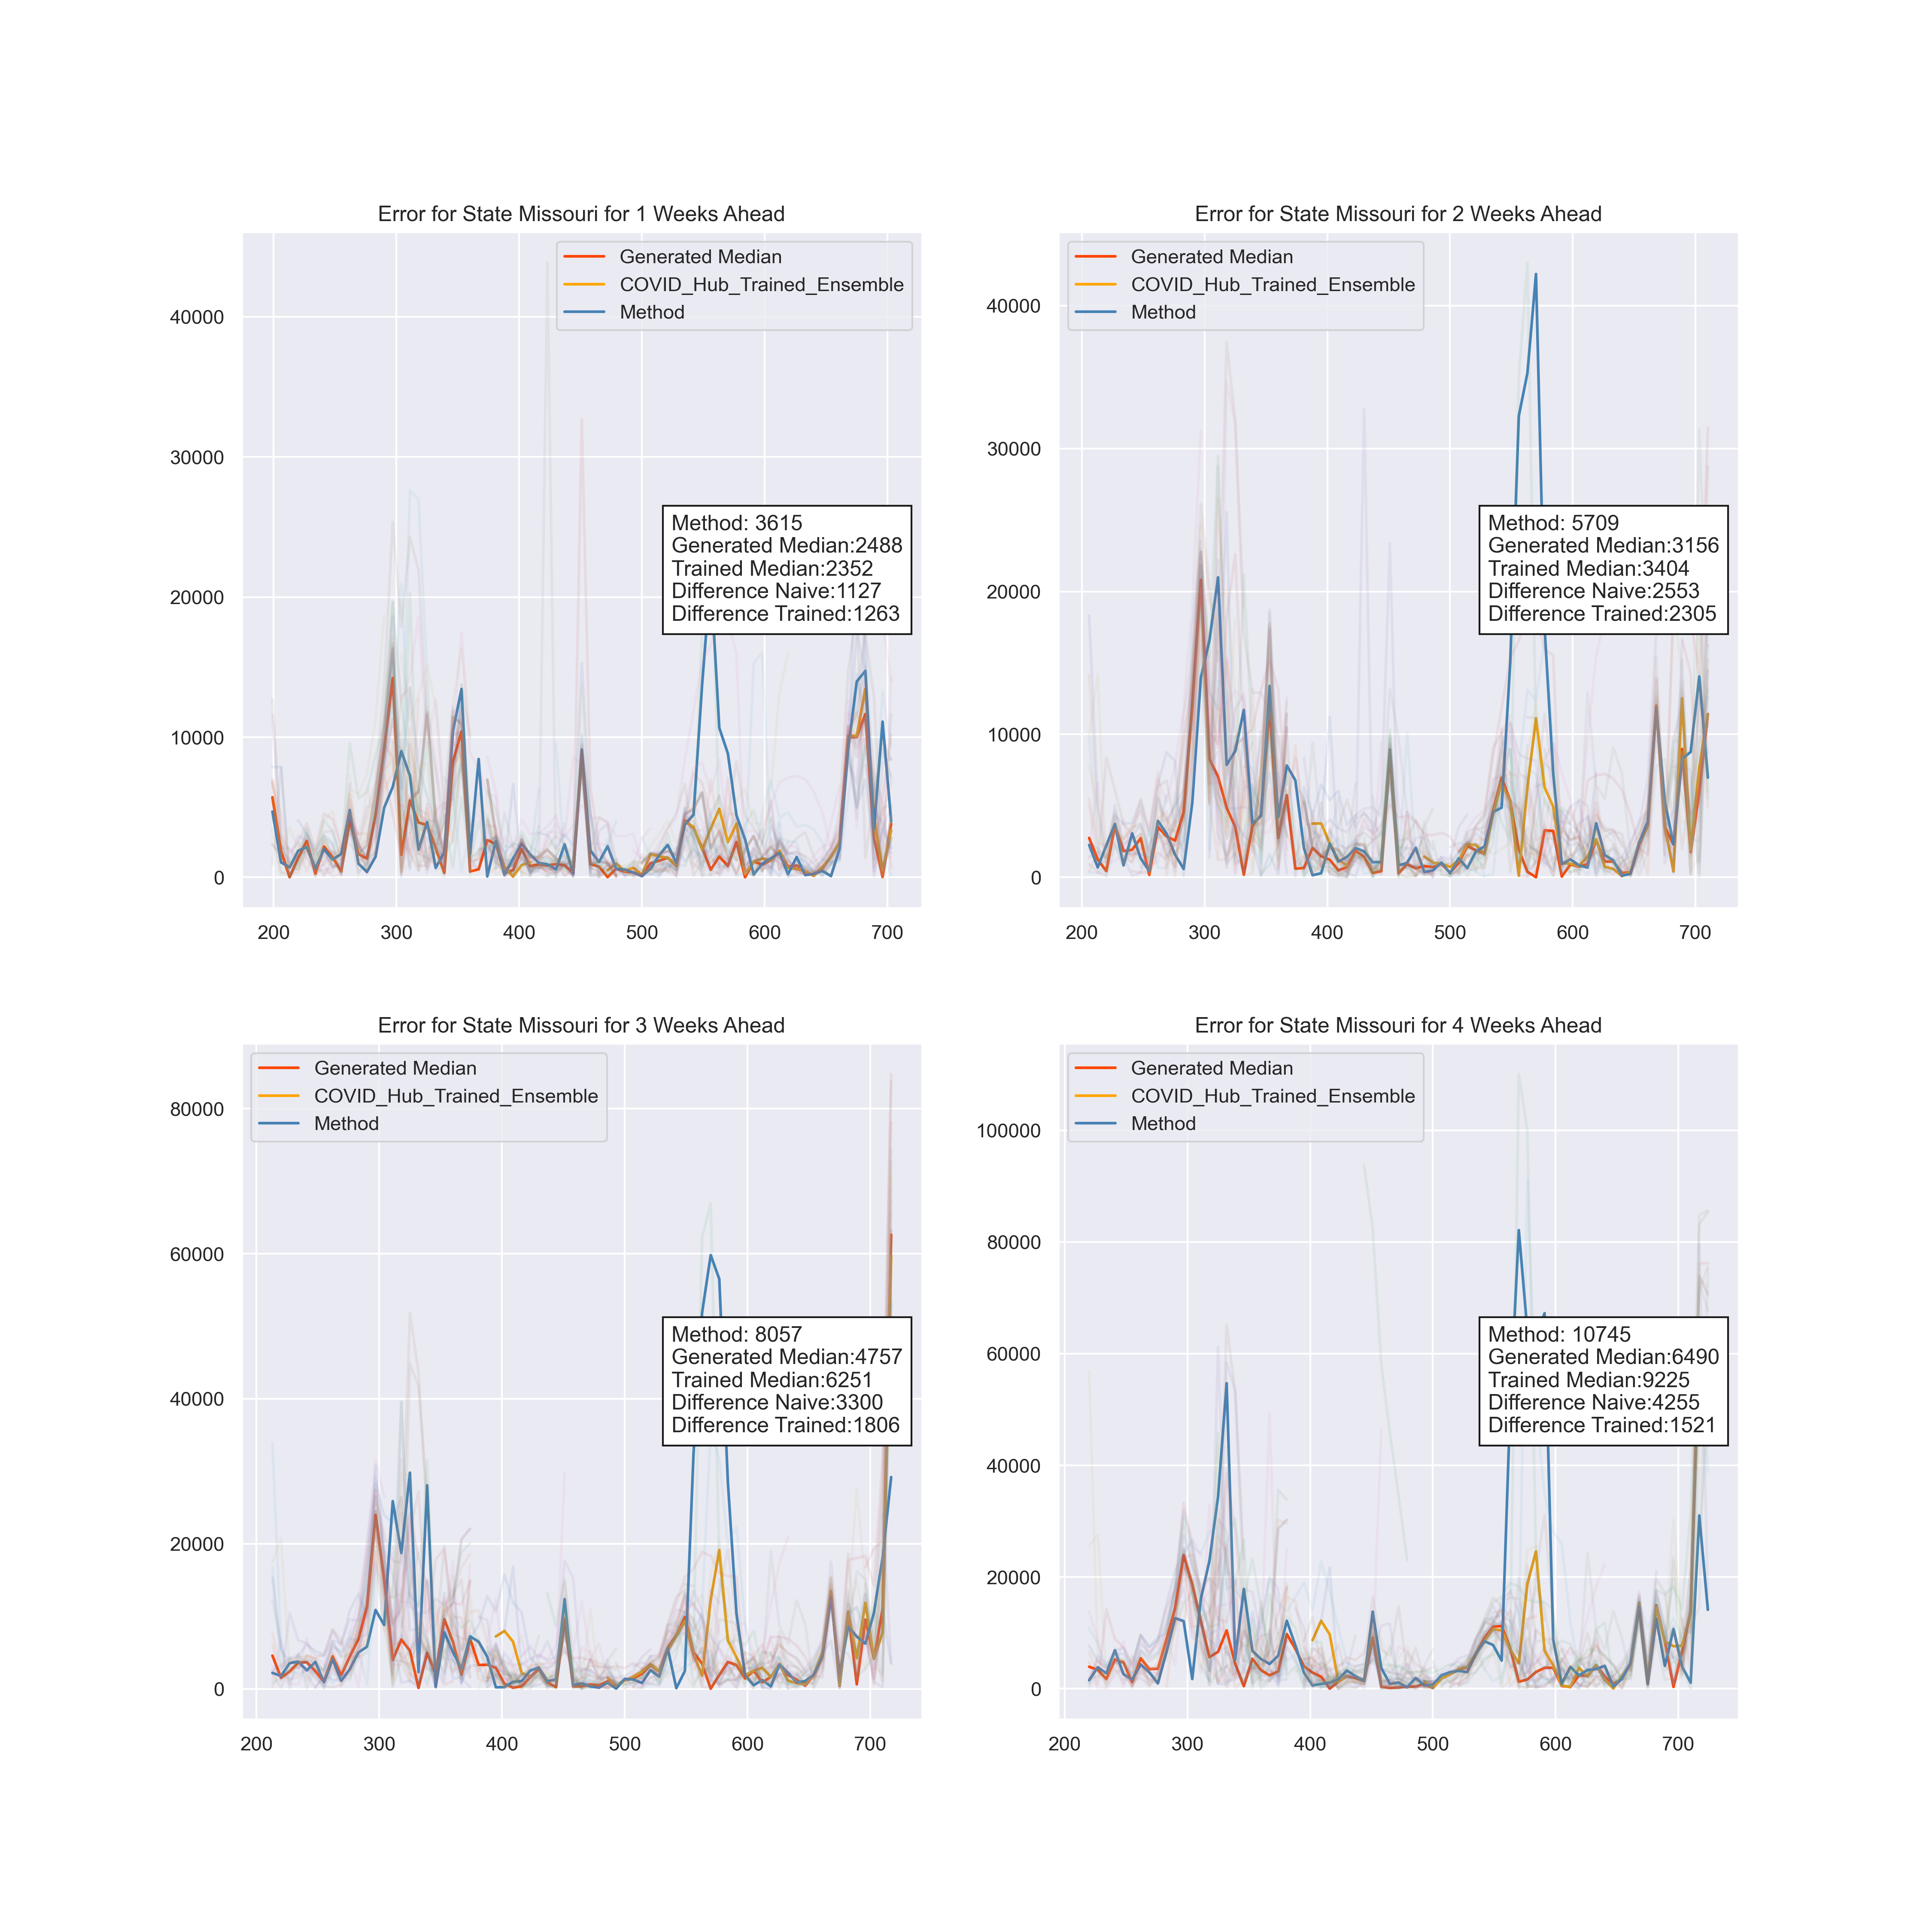 Error for State Missouri for 1 Weeks Ahead
Generated Median
COVID_Hub_Trained_Ensemble
Method
40000
30000
20000
10000
0
Method: 3615
Generated Median:2488
Trained Median:2352
Difference Naive:1127
Difference Trained:1263
200 300 400 500 600 700
Error for State Missouri for 2 Weeks Ahead
Generated Median
COVID_Hub_Trained_Ensemble
Method
40000
30000
20000
10000
0
Method: 5709
Generated Median:3156
Trained Median:3404
Difference Naive:2553
Difference Trained:2305
200 300 400 500 600 700
Error for State Missouri for 3 Weeks Ahead
Generated Median
COVID_Hub_Trained_Ensemble
Method
80000
60000
40000
20000
0
Method: 8057
Generated Median:4757
Trained Median:6251
Difference Naive:3300
Difference Trained:1806
200 300 400 500 600 700
Error for State Missouri for 4 Weeks Ahead
Generated Median
COVID_Hub_Trained_Ensemble
Method
100000
80000
60000
40000
20000
0
Method: 10745
Generated Median:6490
Trained Median:9225
Difference Naive:4255
Difference Trained:1521
200 300 400 500 600 700